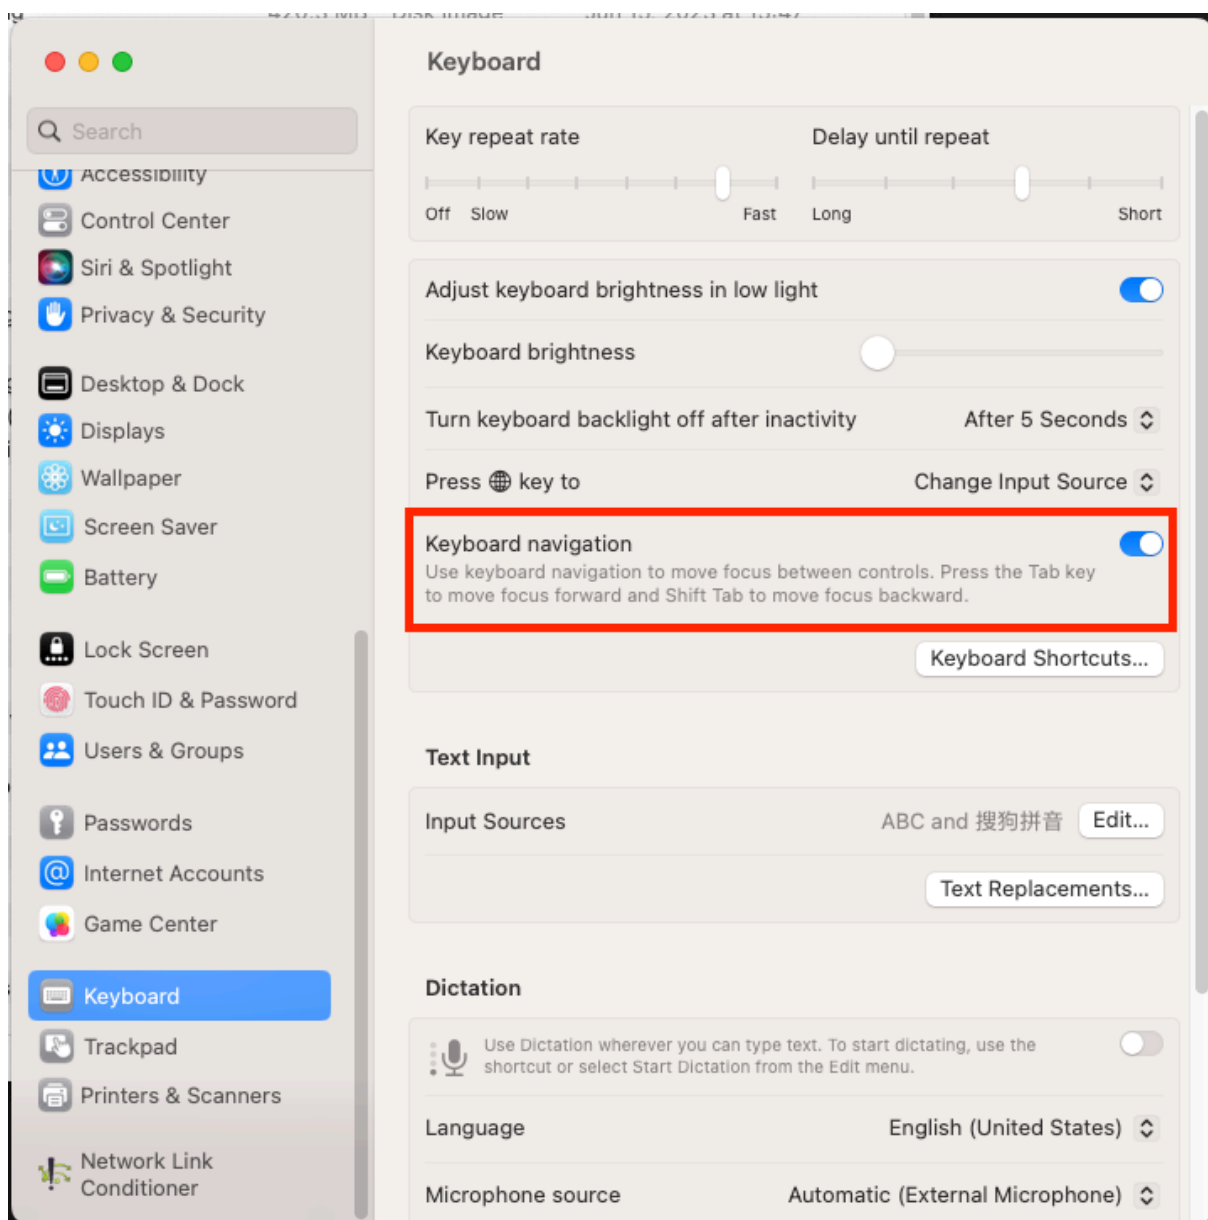 Keyboard
Search
Accessibility
Control Center
Siri & Spotlight
Privacy & Security
Desktop & Dock
Displays
Wallpaper
Screen Saver
Battery
Lock Screen
Touch ID & Password
Users & Groups
Passwords
Internet Accounts
Game Center
Keyboard
Trackpad
Printers & Scanners
Network Link
Conditioner
Key repeat rate
Delay until repeat
Off Slow Fast
Long Short
Adjust keyboard brightness in low light
Keyboard brightness
Turn keyboard backlight off after inactivity After 5 Seconds
Press key to Change Input Source
Keyboard navigation
Use keyboard navigation to move focus between controls. Press the Tab key
to move focus forward and Shift Tab to move focus backward.
Keyboard Shortcuts...
Text Input
Input Sources ABC and 搜狗拼音 Edit...
Text Replacements...
Dictation
Use Dictation wherever you can type text. To start dictating, use the
shortcut or select Start Dictation from the Edit menu.
Language English (United States)
Microphone source Automatic (External Microphone)